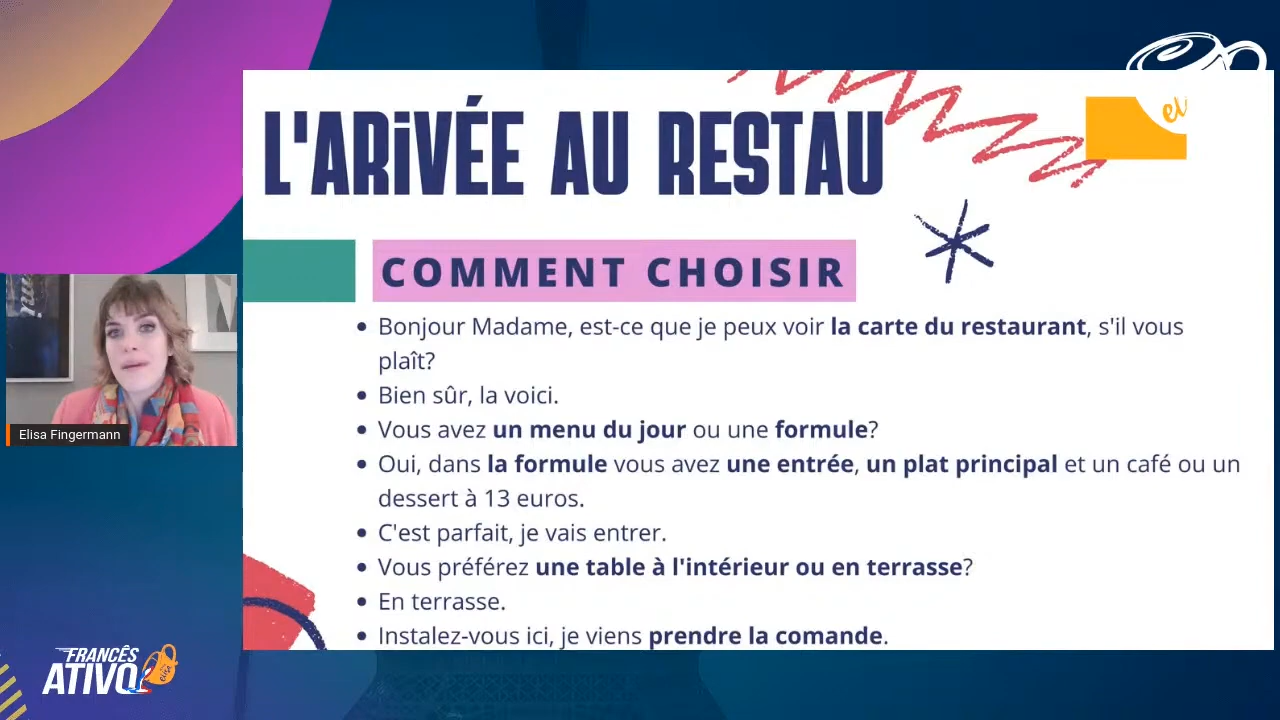 L'ARiVÉE AU RESTAU
COMMENT CHOISIR
• Bonjour Madame, est-ce que je peux voir la carte du restaurant, s'il vous
plaît?
• Bien sûr, la voici.
• Vous avez un menu du jour ou une formule?
• Oui, dans la formule vous avez une entrée, un plat principal et un café ou un
dessert à 13 euros.
• C'est parfait, je vais entrer.
• Vous préférez une table à l'intérieur ou en terrasse?
• En terrasse.
• Instalez-vous ici, je viens prendre la comande.
Elisa Fingermann
FRANCÊS
ATIVO